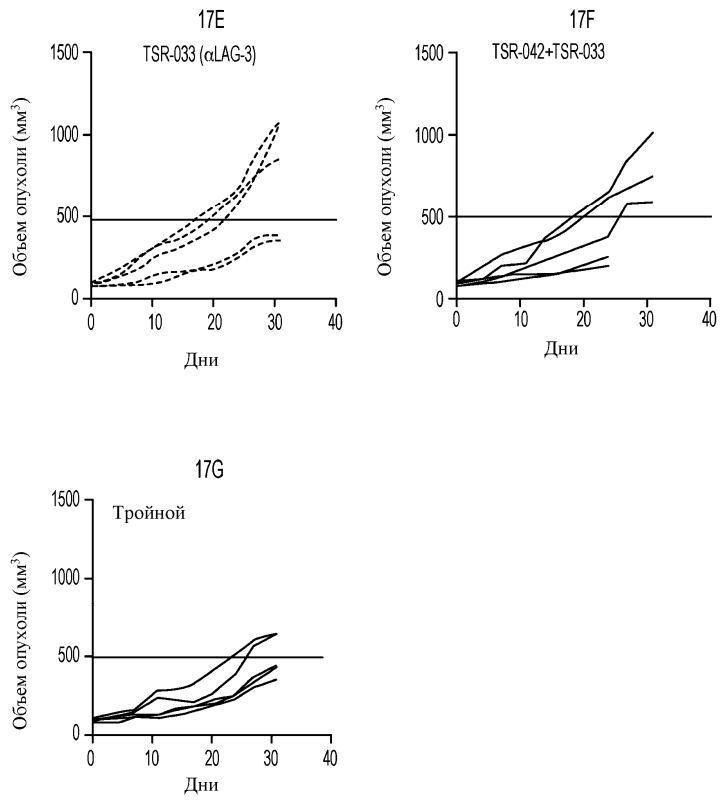 17E
TSR-033 (αLAG-3)
Объем опухоли (мм³)
1500
1000
500
0
0 10 20 30 40
Дни
17F
TSR-042+TSR-033
Объем опухоли (мм³)
1500
1000
500
0
0 10 20 30 40
Дни
17G
Тройной
Объем опухоли (мм³)
1500
1000
500
0
0 10 20 30 40
Дни